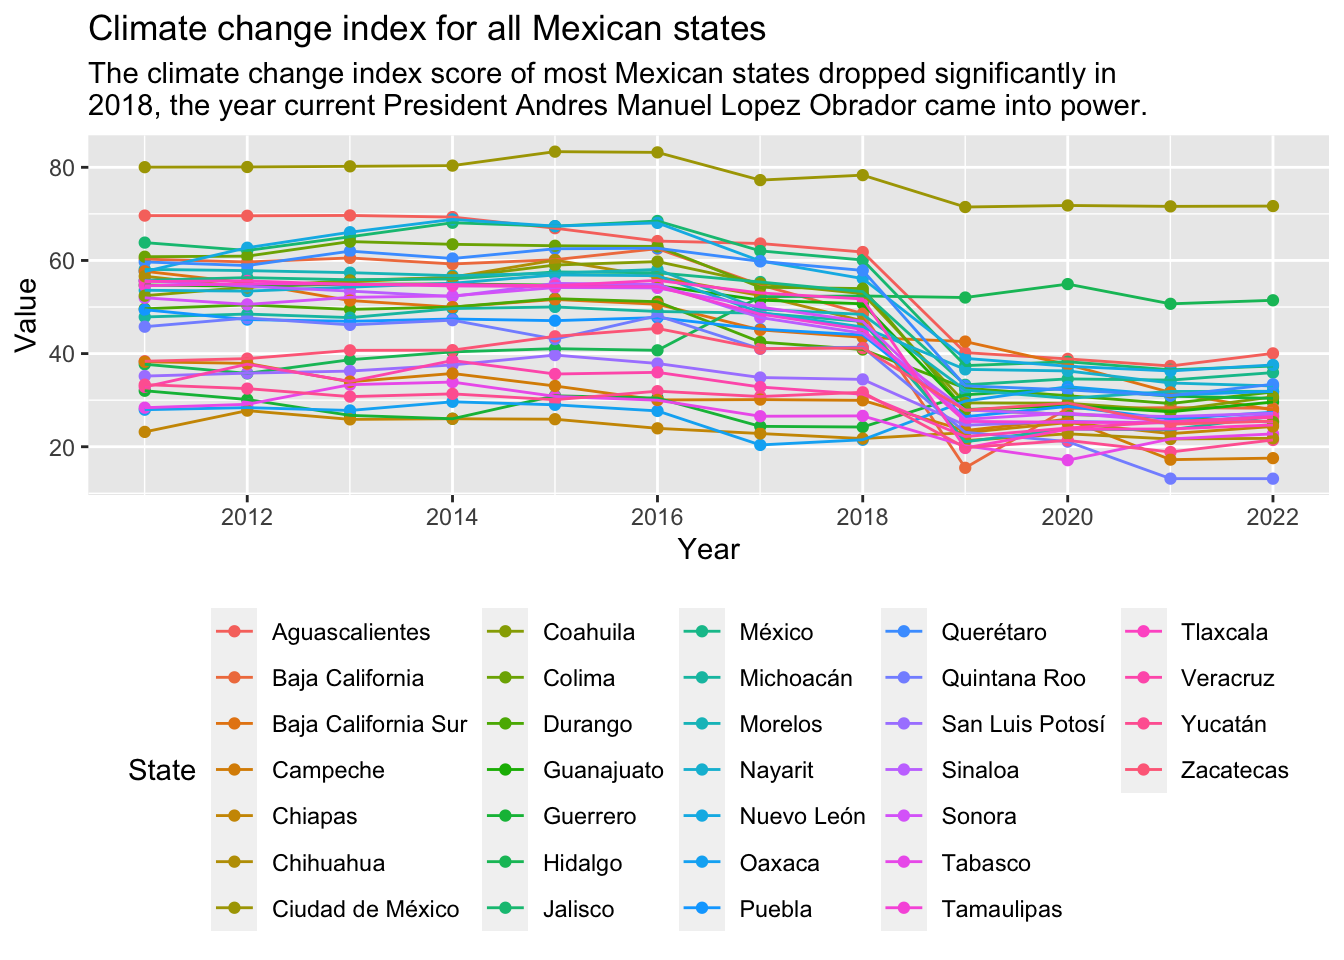 Climate change index for all Mexican states
The climate change index score of most Mexican states dropped significantly in
2018, the year current President Andres Manuel Lopez Obrador came into power.
80
60
40
20
Value
2012 2014 2016 2018 2020 2022
Year
State
Aguascalientes
Baja California
Baja California Sur
Campeche
Chiapas
Chihuahua
Ciudad de México
Coahuila
Colima
Durango
Guanajuato
Guerrero
Hidalgo
Jalisco
México
Michoacán
Morelos
Nayarit
Nuevo León
Oaxaca
Puebla
Querétaro
Quintana Roo
San Luis Potosí
Sinaloa
Sonora
Tabasco
Tamaulipas
Tlaxcala
Veracruz
Yucatán
Zacatecas